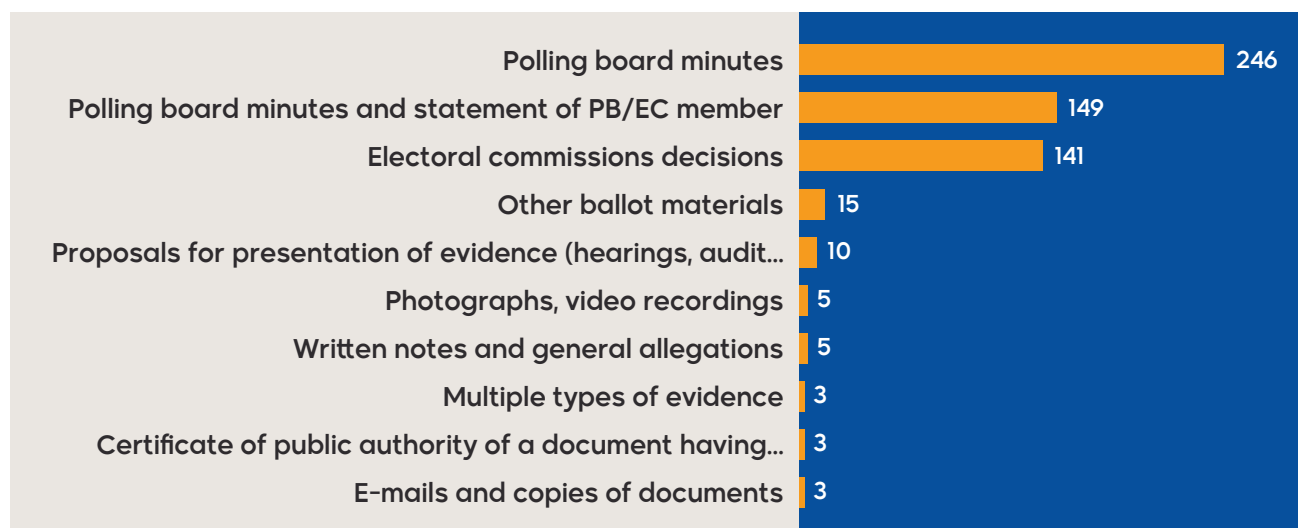 Polling board minutes 246
Polling board minutes and statement of PB/EC member 149
Electoral commissions decisions 141
Other ballot materials 15
Proposals for presentation of evidence (hearings, audit... 10
Photographs, video recordings 5
Written notes and general allegations 5
Multiple types of evidence 3
Certificate of public authority of a document having... 3
E-mails and copies of documents 3